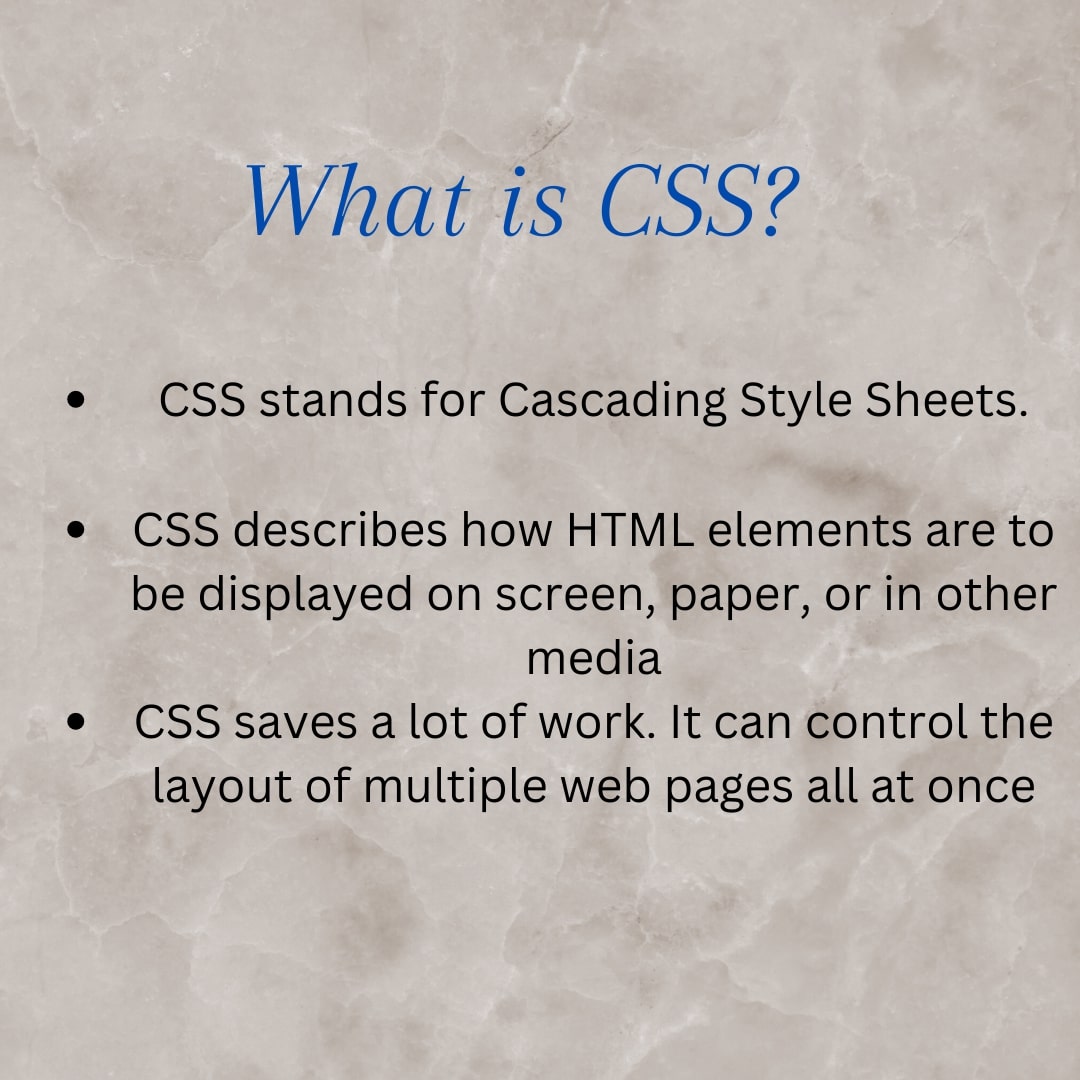 What is CSS?
• CSS stands for Cascading Style Sheets.
• CSS describes how HTML elements are to
be displayed on screen, paper, or in other
media
• CSS saves a lot of work. It can control the
layout of multiple web pages all at once